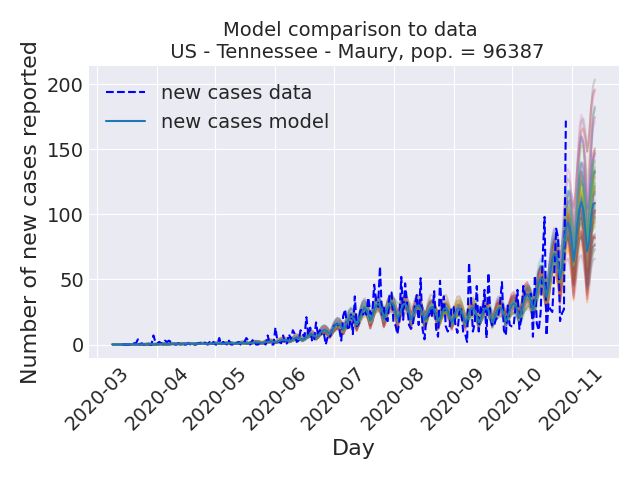 Model comparison to data
US - Tennessee - Maury, pop. = 96387
Number of new cases reported
200
150
100
50
0
new cases data
new cases model
2020-03
2020-04
2020-05
2020-06
2020-07
2020-08
2020-09
2020-10
2020-11
Day